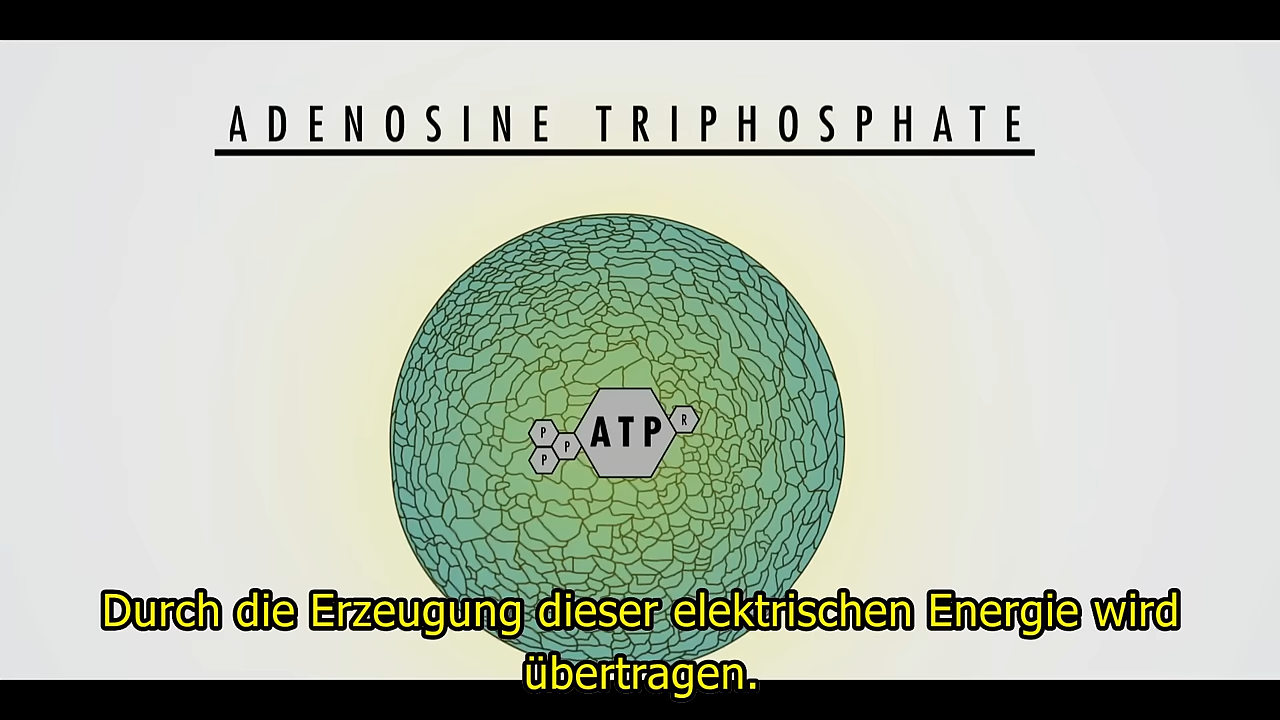 ADENOSINE TRIPHOSPHATE
P
P
P
ATP
R
Durch die Erzeugung dieser elektrischen Energie wird
übertragen.